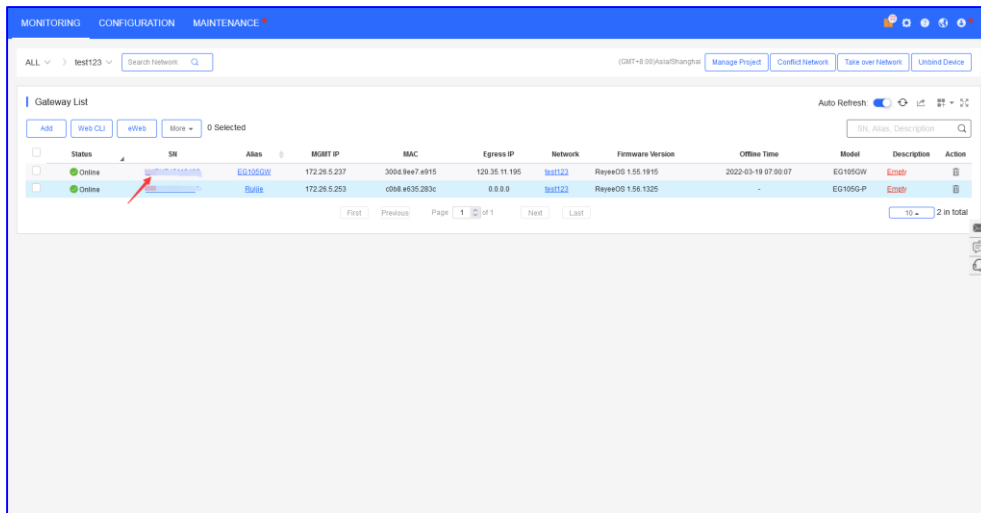 MONITORING CONFIGURATION MAINTENANCE
ALL test123 Search Network (GMT+8:00)Asia/Shanghai Manage Project Conflict Network Take over Network Unbind Device
Gateway List Auto Refresh:
Add Web CLI eWeb More 0 Selected SN, Alias, Description
Status SN Alias MGMT IP MAC Egress IP Network Firmware Version Offline Time Model Description Action
Online EG105GW 172.26.5.237 300d.9ee7.e915 120.35.11.195 test123 ReyeeOS 1.55.1915 2022-03-19 07:00:07 EG105GW Empty
Online Ruijie 172.26.5.253 c0b8.e635.283c 0.0.0.0 test123 ReyeeOS 1.56.1325 - EG105G-P Empty
First Previous Page 1 of 1 Next Last 10 2 in total